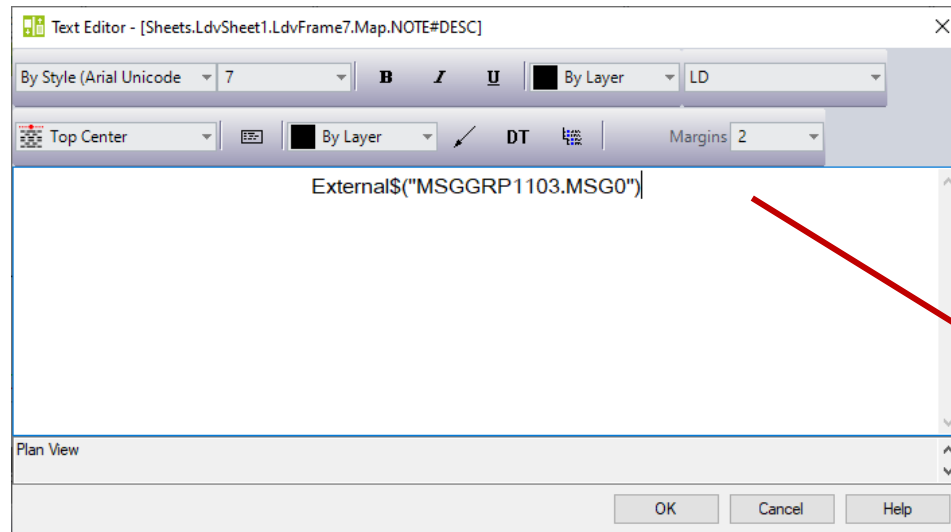 Text Editor - [Sheets.LdvSheet1.LdvFrame7.Map.NOTE#DESC]
By Style (Arial Unicode 7 B I U By Layer LD
Top Center By Layer DT Margins 2
External$("MSGGRP1103.MSG0")
Plan View
OK Cancel Help